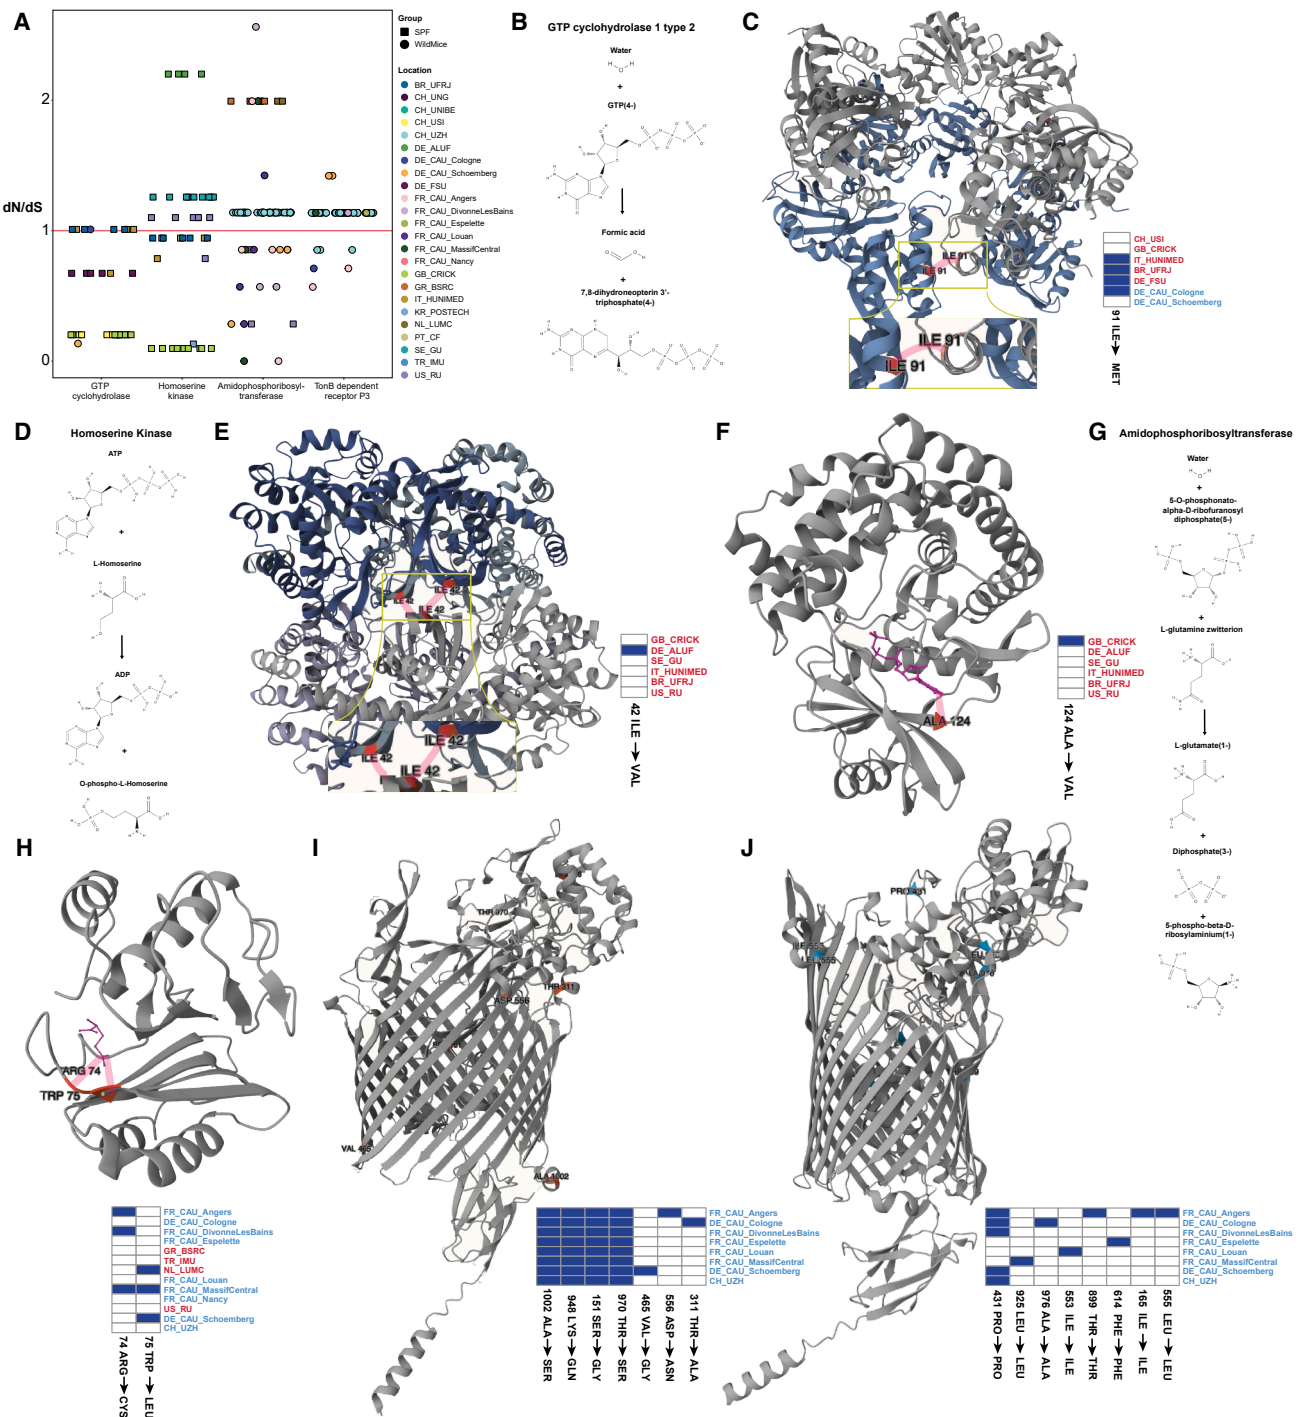 A
dN/dS
2
1
0
GTP
cyclohydrolase
Homoserine
kinase
Amidophosphoribosyl-
transferase
TonB dependent
receptor P3
Group
SPF
WildMice
Location
BR_UFRJ
CH_UNG
CH_UNIBE
CH_USI
CH_UZH
DE_ALUF
DE_CAU_Cologne
DE_CAU_Schoemberg
DE_FSU
FR_CAU_Angers
FR_CAU_DivonneLesBains
FR_CAU_Espelette
FR_CAU_Louan
FR_CAU_MassifCentral
FR_CAU_Nancy
GB_CRICK
GR_BSRC
IT_HUNIMED
KR_POSTECH
NL_LUMC
PT_CF
SE_GU
TR_IMU
US_RU
B
GTP cyclohydrolase 1 type 2
Water
+
GTP(4-)
Formic acid
+
7,8-dihydroneopterin 3'-
triphosphate(4-)
C
ILE 91
ILE 91
ILE 91
ILE 91
CH_USI
GB_CRICK
IT_HUNIMED
BR_UFRJ
DE_FSU
DE_CAU_Cologne
DE_CAU_Schoemberg
91 ILE → MET
D
Homoserine Kinase
ATP
+
L-Homoserine
ADP
+
O-phospho-L-Homoserine
E
ILE 42
ILE 42
ILE 42
ILE 42
ILE 42
ILE 42
GB_CRICK
DE_ALUF
SE_GU
IT_HUNIMED
BR_UFRJ
US_RU
42 ILE → VAL
F
ALA 124
GB_CRICK
DE_ALUF
SE_GU
IT_HUNIMED
BR_UFRJ
US_RU
124 ALA → VAL
G
Amidophosphoribosyltransferase
Water
+
5-O-phosphonato-
alpha-D-ribofuranosyl
diphosphate(5-)
+
L-glutamine zwitterion
L-glutamate(1-)
+
Diphosphate(3-)
+
5-phospho-beta-D-
ribosylaminium(1-)
H
ARG 74
TRP 75
FR_CAU_Angers
DE_CAU_Cologne
FR_CAU_DivonneLesBains
FR_CAU_Espelette
GR_BSRC
TR_IMU
NL_LUMC
FR_CAU_Louan
FR_CAU_MassifCentral
FR_CAU_Nancy
US_RU
DE_CAU_Schoemberg
CH_UZH
74 ARG → CYS
75 TRP → LEU
I
THR 970
THR 311
ASP 556
VAL 465
ALA 1002
FR_CAU_Angers
DE_CAU_Cologne
FR_CAU_DivonneLesBains
FR_CAU_Espelette
FR_CAU_Louan
FR_CAU_MassifCentral
DE_CAU_Schoemberg
CH_UZH
1002 ALA → SER
948 LYS → GLN
151 SER → GLY
970 THR → SER
465 VAL → GLY
556 ASP → ASN
311 THR → ALA
J
PRO 431
ILE 553
LEU 555
FR_CAU_Angers
DE_CAU_Cologne
FR_CAU_DivonneLesBains
FR_CAU_Espelette
FR_CAU_Louan
FR_CAU_MassifCentral
DE_CAU_Schoemberg
CH_UZH
431 PRO → PRO
925 LEU → LEU
976 ALA → ALA
553 ILE → ILE
899 THR → THR
614 PHE → PHE
165 ILE → ILE
555 LEU → LEU